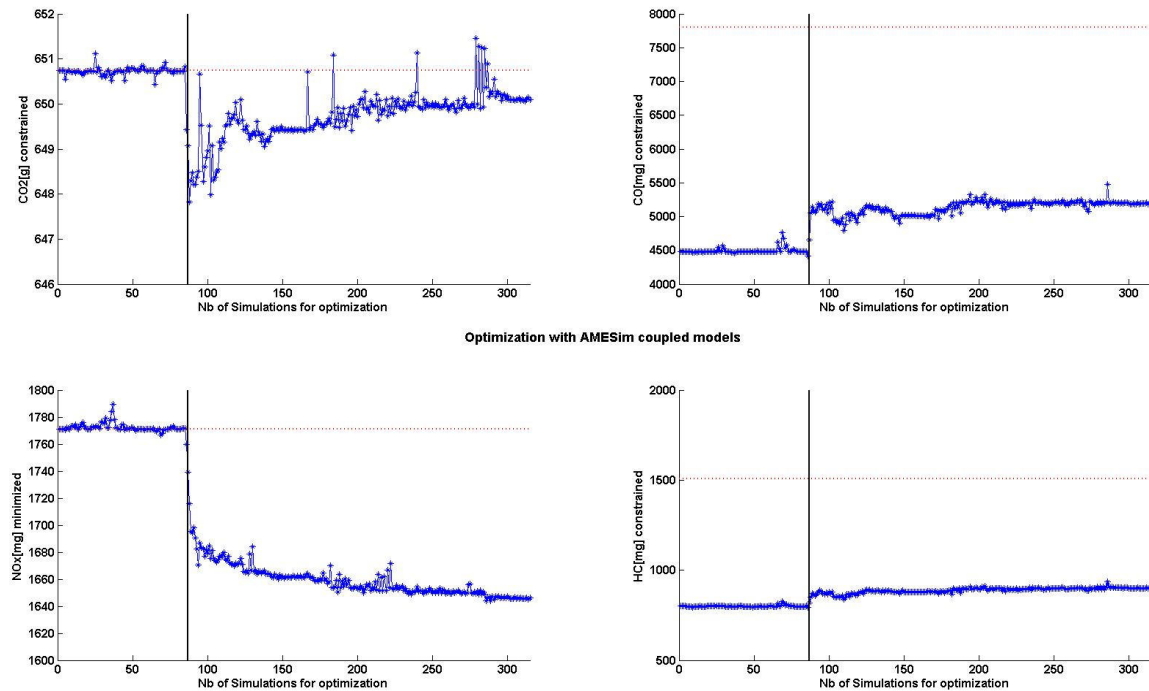 652
651
650
649
648
647
646
CO2[g] constrained
0 50 100 150 200 250 300
Nb of Simulations for optimization
8000
7500
7000
6500
6000
5500
5000
4500
4000
CO[mg] constrained
0 50 100 150 200 250 300
Nb of Simulations for optimization
Optimization with AMESim coupled models
1800
1780
1760
1740
1720
1700
1680
1660
1640
1620
1600
NOx[mg] minimized
0 50 100 150 200 250 300
Nb of Simulations for optimization
2000
1500
1000
500
HC[mg] constrained
0 50 100 150 200 250 300
Nb of Simulations for optimization